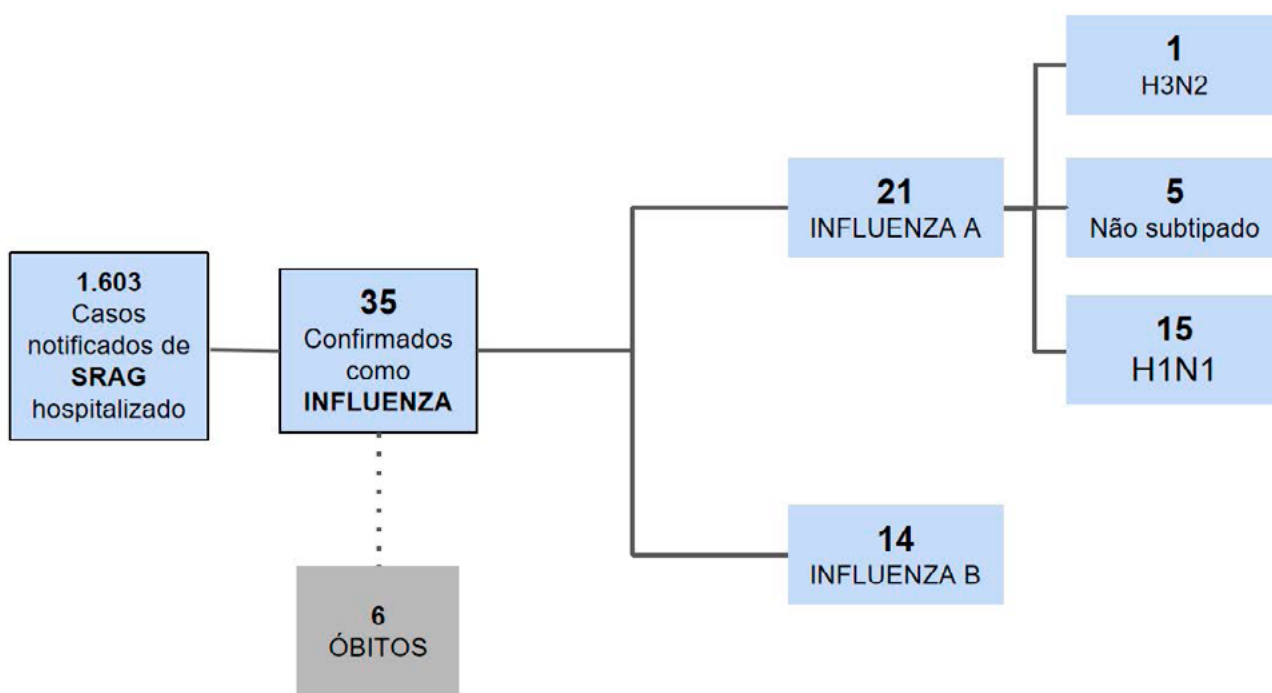 1.603
Casos
notificados de
SRAG
hospitalizado
35
Confirmados
como
INFLUENZA
6
ÓBITOS
21
INFLUENZA A
14
INFLUENZA B
1
H3N2
5
Não subtipado
15
H1N1